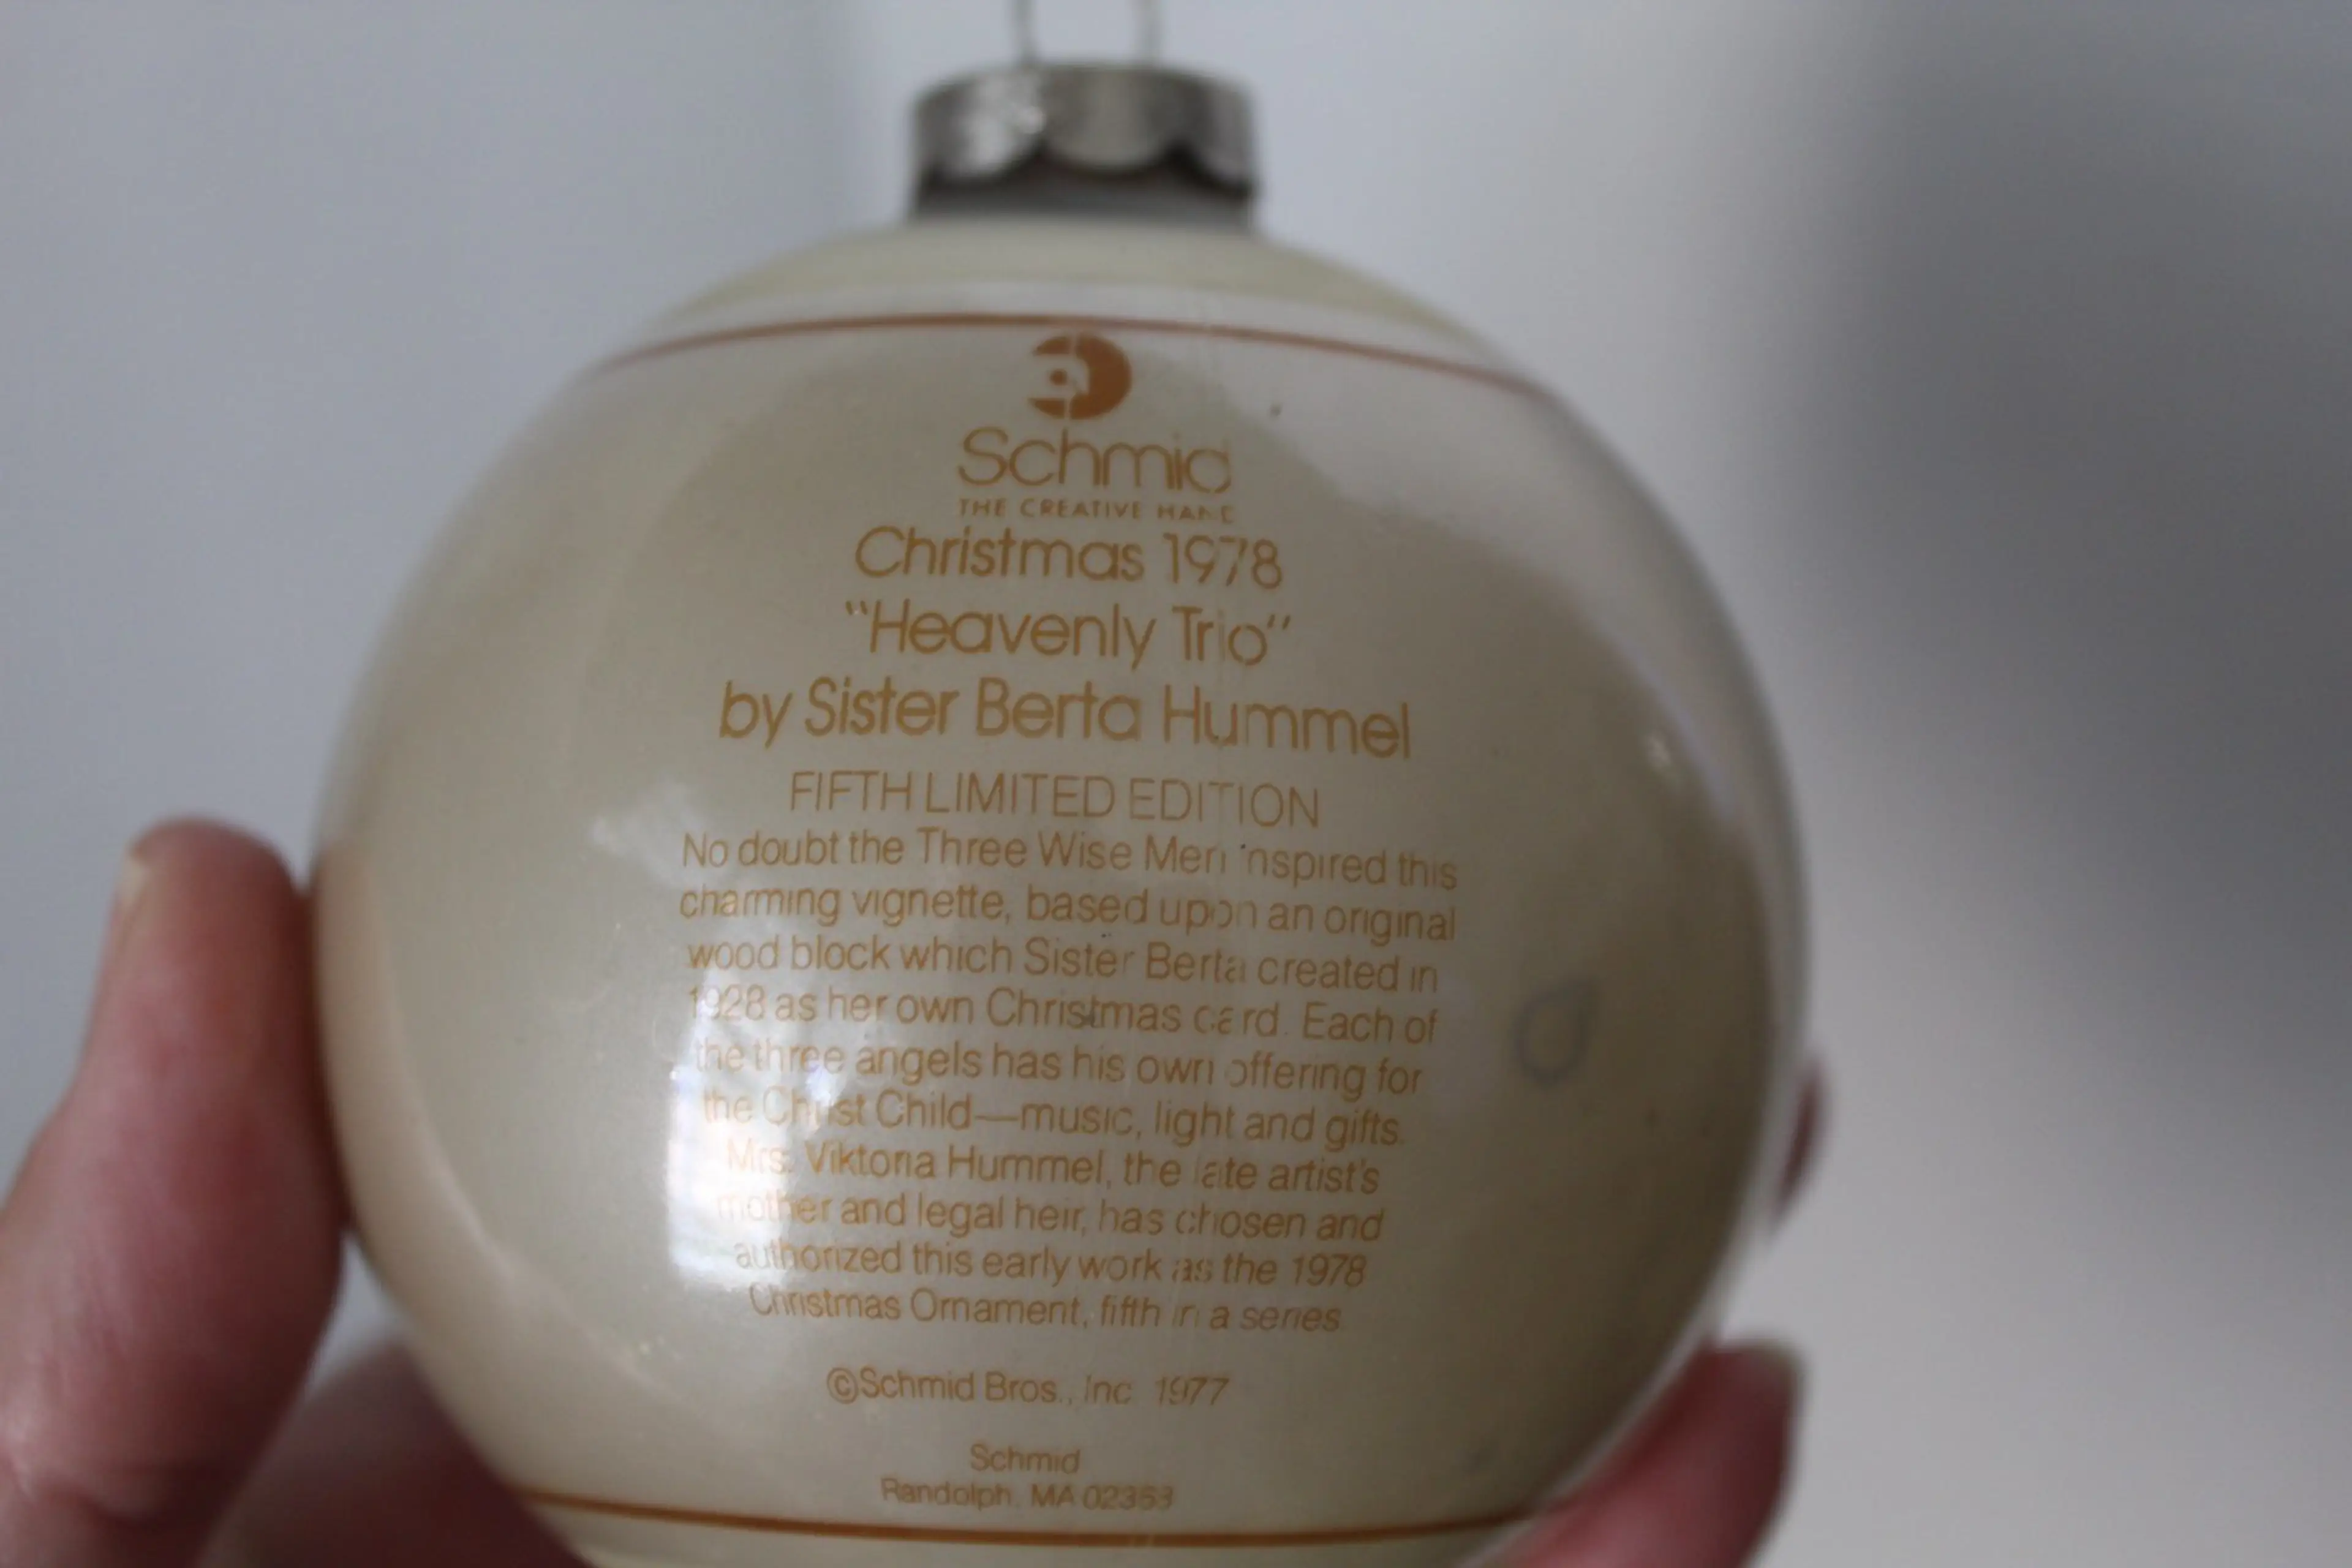 Schmid
THE CREATIVE HAND
Christmas 1978
"Heavenly Trio"
by Sister Berta Hummel
FIFTH LIMITED EDITION
No doubt the Three Wise Men inspired this
charming vignette, based upon an original
wood block which Sister Berta created in
1928 as her own Christmas card. Each of
the three angels has his own offering for
the Christ Child—music, light and gifts.
Mrs. Viktoria Hummel, the late artist's
mother and legal heir, has chosen and
authorized this early work as the 1978
Christmas Ornament, fifth in a series
©Schmid Bros., Inc. 1977
Schmid
Randolph, MA 02368